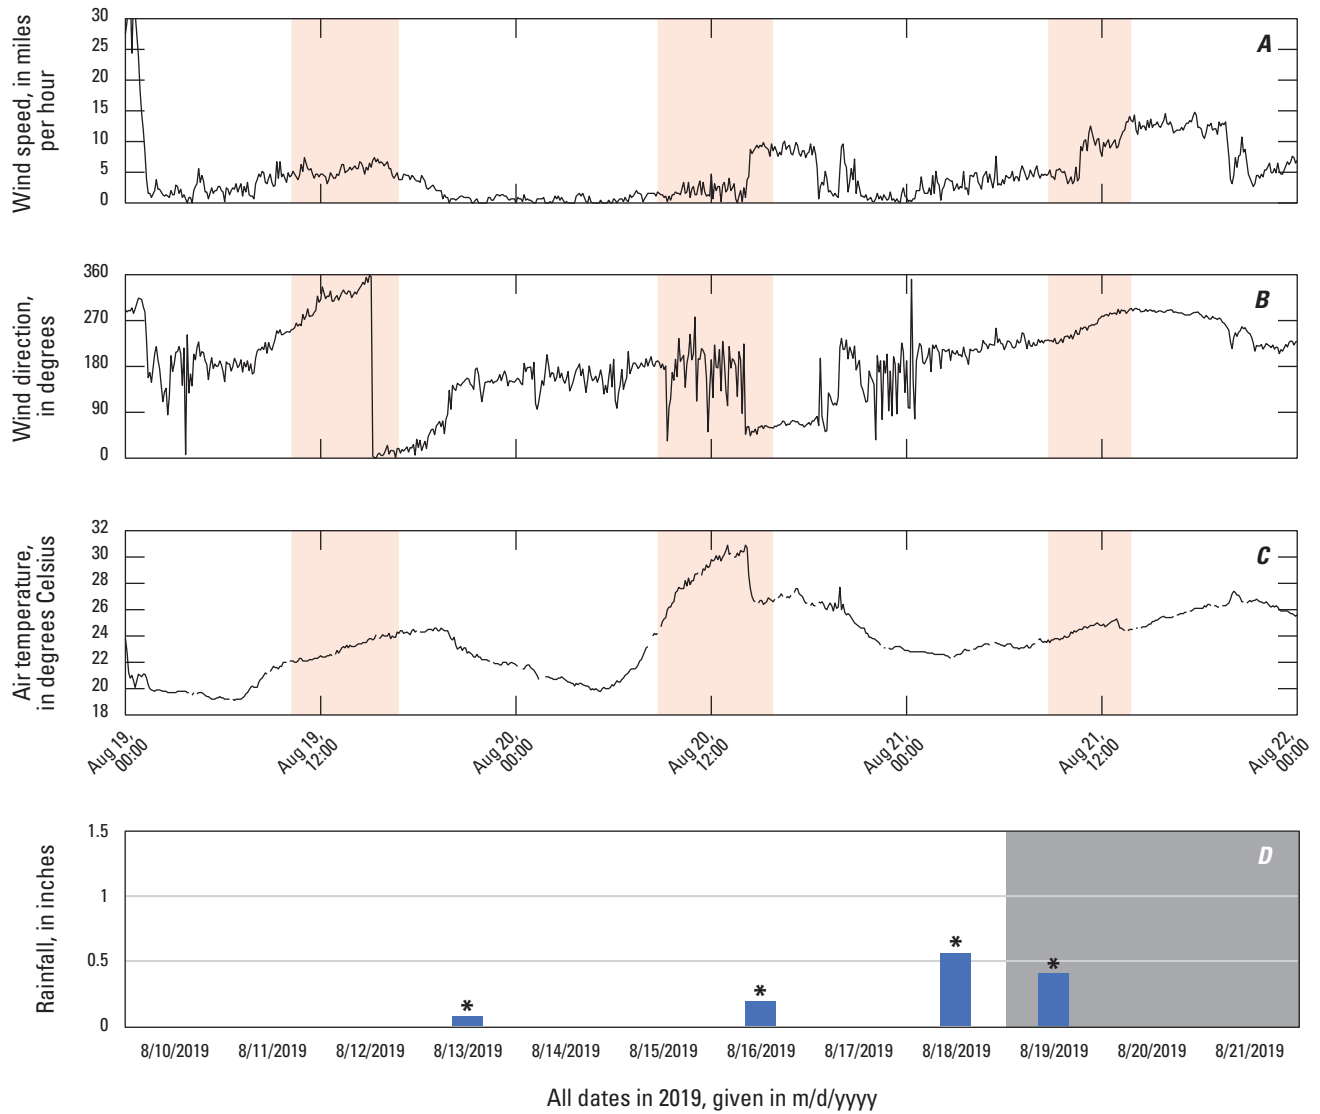 Wind speed, in miles
per hour
30
25
20
15
10
5
0
A
Wind direction,
in degrees
360
270
180
90
0
B
Air temperature,
in degrees Celsius
32
30
28
26
24
22
20
18
C
Aug 19,
00:00
Aug 19,
12:00
Aug 20,
00:00
Aug 20,
12:00
Aug 21,
00:00
Aug 21,
12:00
Aug 22,
00:00
Rainfall, in inches
1.5
1
0.5
0
D
* * * *
8/10/2019 8/11/2019 8/12/2019 8/13/2019 8/14/2019 8/15/2019 8/16/2019 8/17/2019 8/18/2019 8/19/2019 8/20/2019 8/21/2019
All dates in 2019, given in m/d/yyyy